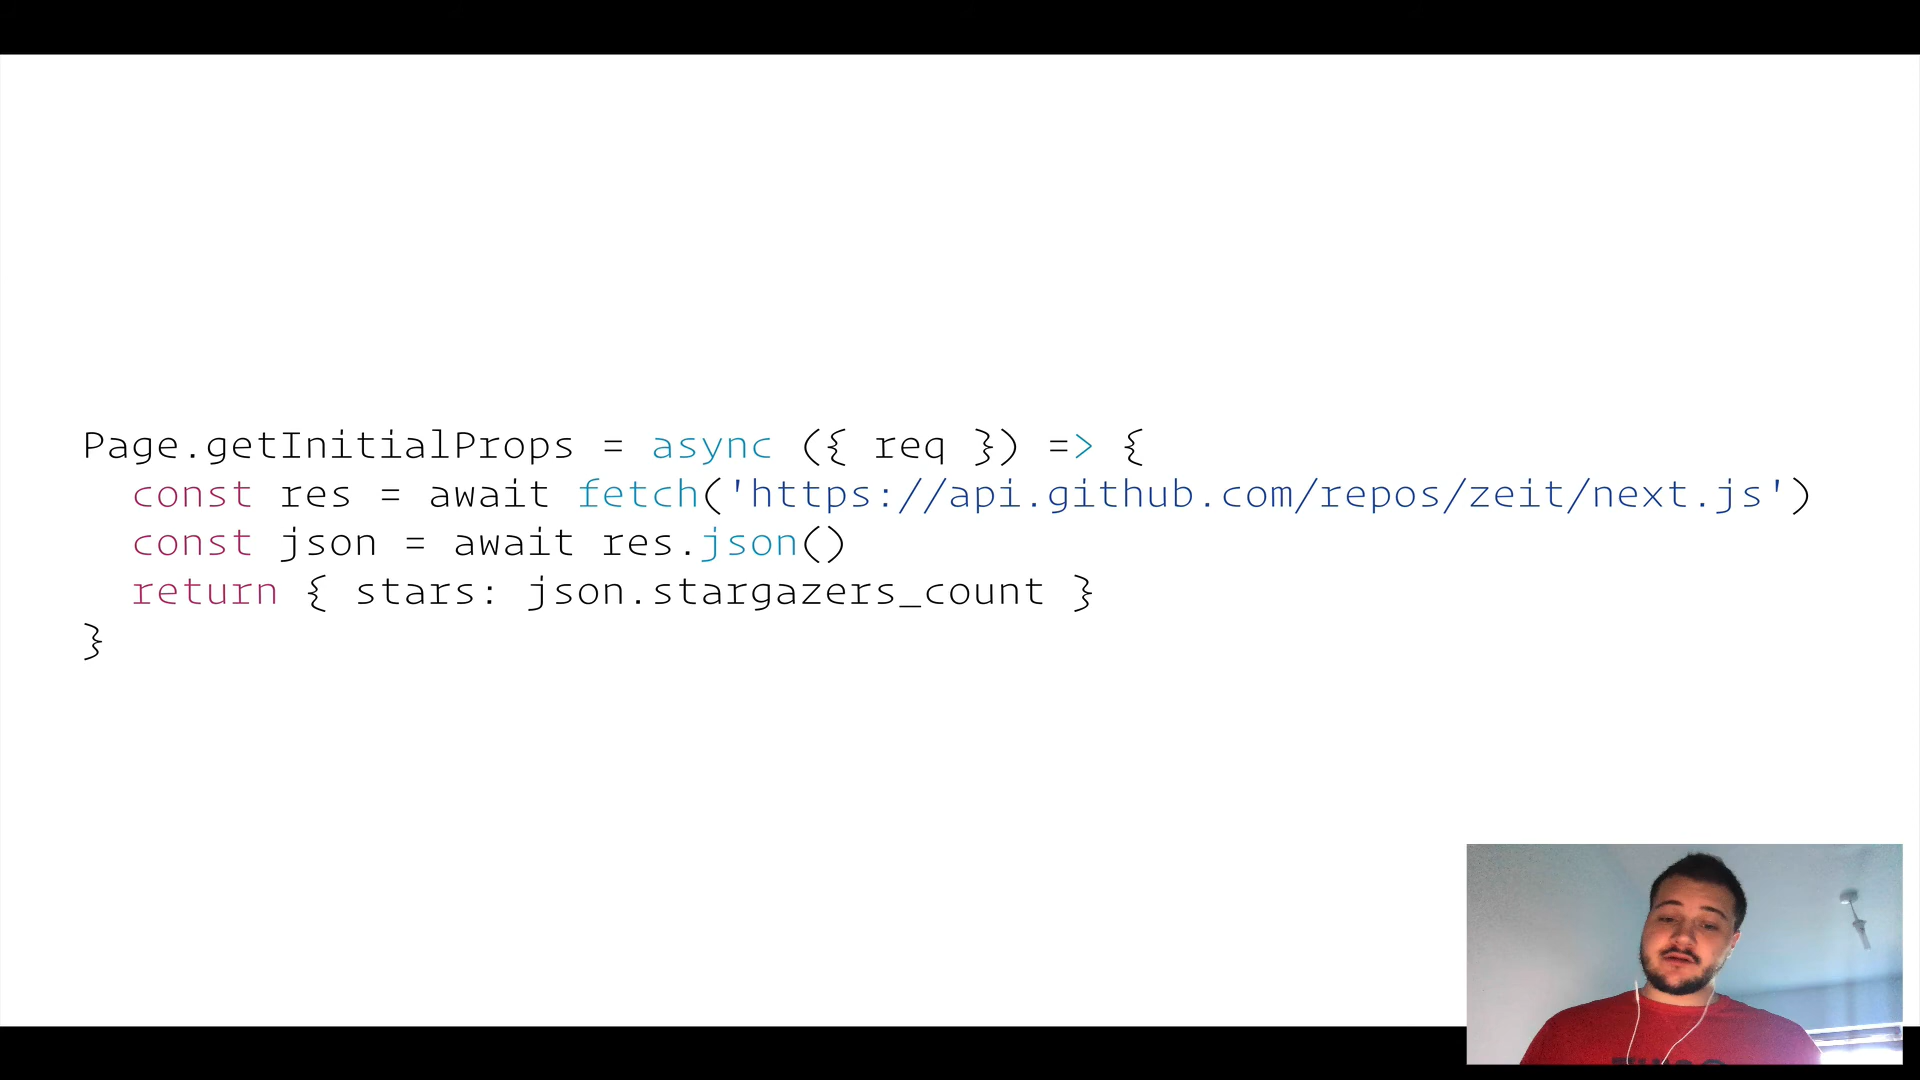 Page.getInitialProps = async ({ req }) => {
  const res = await fetch('https://api.github.com/repos/zeit/next.js')
  const json = await res.json()
  return { stars: json.stargazers_count }
}